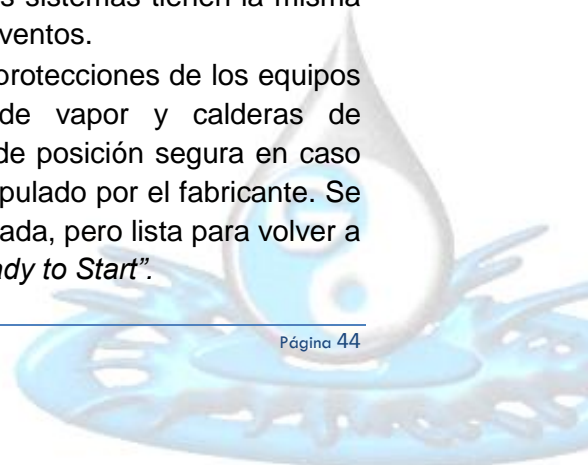 s sistemas tienen la misma
ventos.
protecciones de los equipos
de vapor y calderas de
de posición segura en caso
pulado por el fabricante. Se
ada, pero lista para volver a
ady to Start”.
Página 44